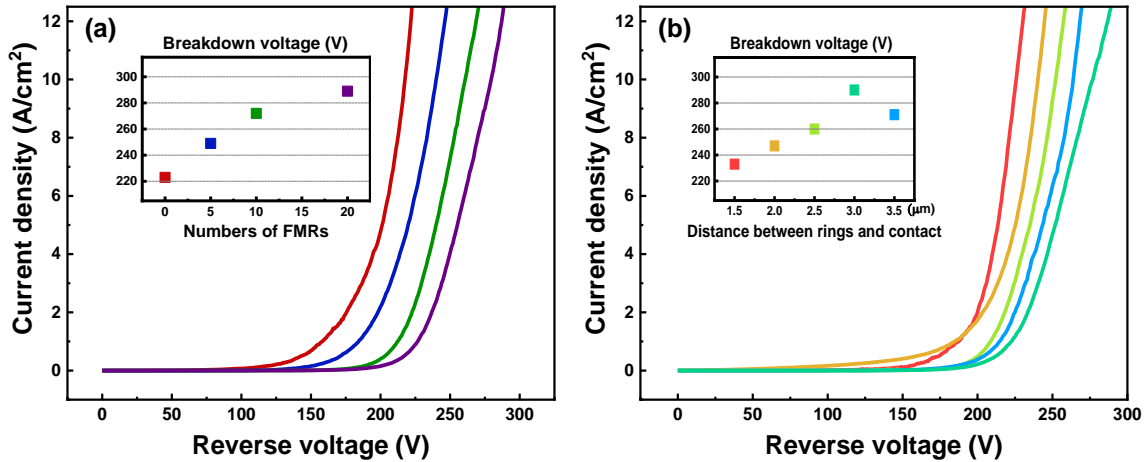 (a)
Breakdown voltage (V)
300
280
260
240
220
0 5 10 15 20
Numbers of FMRs
12
10
8
6
4
2
0
Current density (A/cm²)
0 50 100 150 200 250 300
Reverse voltage (V)
(b)
Breakdown voltage (V)
300
280
260
240
220
1.5 2.0 2.5 3.0 3.5 (μm)
Distance between rings and contact
12
10
8
6
4
2
0
Current density (A/cm²)
0 50 100 150 200 250 300
Reverse voltage (V)